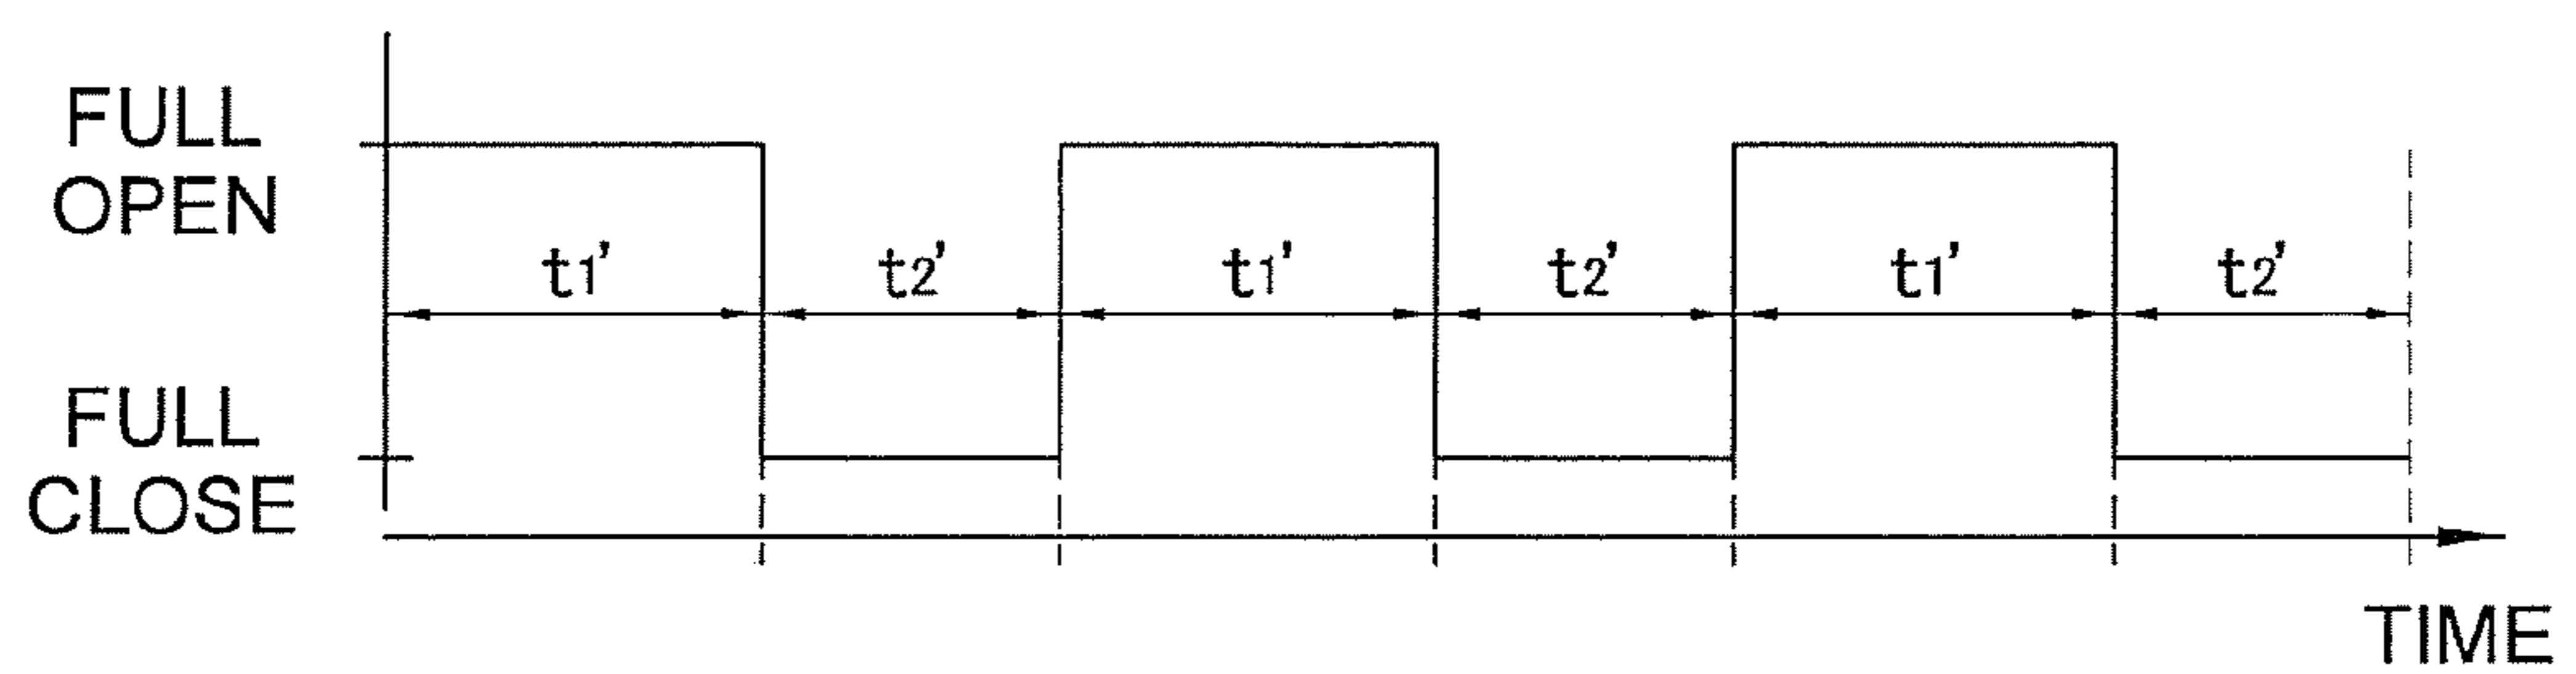 FULL
OPEN
t1' t2' t1' t2' t1' t2'
FULL
CLOSE
TIME